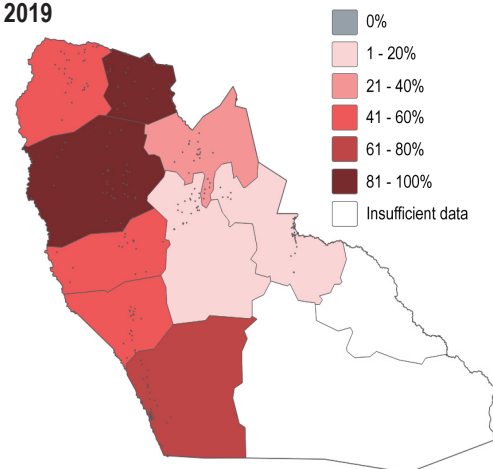 2019
0%
1 - 20%
21 - 40%
41 - 60%
61 - 80%
81 - 100%
Insufficient data